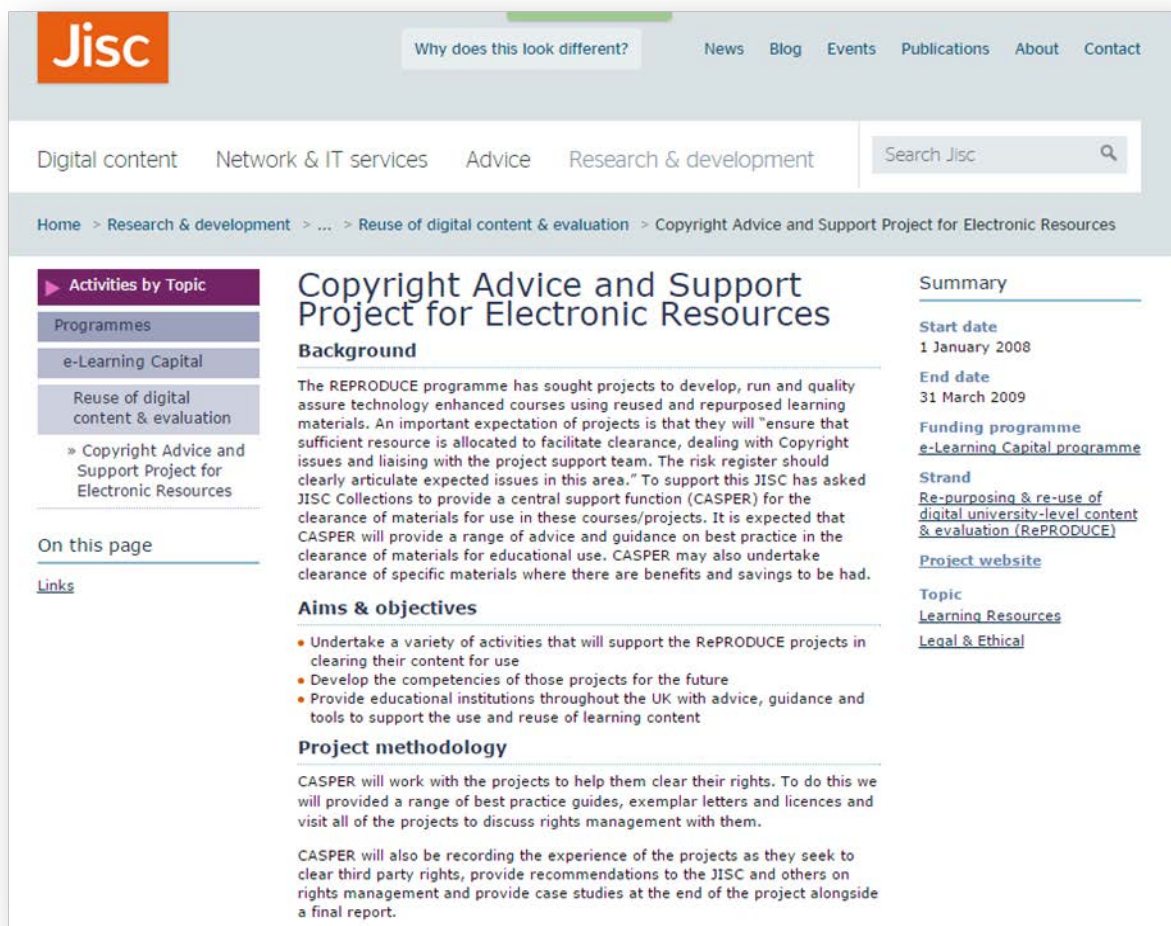 Jisc
Why does this look different?
News Blog Events Publications About Contact
Digital content Network & IT services Advice Research & development
Search Jisc
Home > Research & development > ... > Reuse of digital content & evaluation > Copyright Advice and Support Project for Electronic Resources
Activities by Topic
Programmes
e-Learning Capital
Reuse of digital
content & evaluation
» Copyright Advice and
Support Project for
Electronic Resources
On this page
Links
Copyright Advice and Support
Project for Electronic Resources
Background
The REPRODUCE programme has sought projects to develop, run and quality
assure technology enhanced courses using reused and repurposed learning
materials. An important expectation of projects is that they will "ensure that
sufficient resource is allocated to facilitate clearance, dealing with Copyright
issues and liaising with the project support team. The risk register should
clearly articulate expected issues in this area." To support this JISC has asked
JISC Collections to provide a central support function (CASPER) for the
clearance of materials for use in these courses/projects. It is expected that
CASPER will provide a range of advice and guidance on best practice in the
clearance of materials for educational use. CASPER may also undertake
clearance of specific materials where there are benefits and savings to be had.
Aims & objectives
• Undertake a variety of activities that will support the RePRODUCE projects in
clearing their content for use
• Develop the competencies of those projects for the future
• Provide educational institutions throughout the UK with advice, guidance and
tools to support the use and reuse of learning content
Project methodology
CASPER will work with the projects to help them clear their rights. To do this we
will provided a range of best practice guides, exemplar letters and licences and
visit all of the projects to discuss rights management with them.
CASPER will also be recording the experience of the projects as they seek to
clear third party rights, provide recommendations to the JISC and others on
rights management and provide case studies at the end of the project alongside
a final report.
Summary
Start date
1 January 2008
End date
31 March 2009
Funding programme
e-Learning Capital programme
Strand
Re-purposing & re-use of
digital university-level content
& evaluation (RePRODUCE)
Project website
Topic
Learning Resources
Legal & Ethical